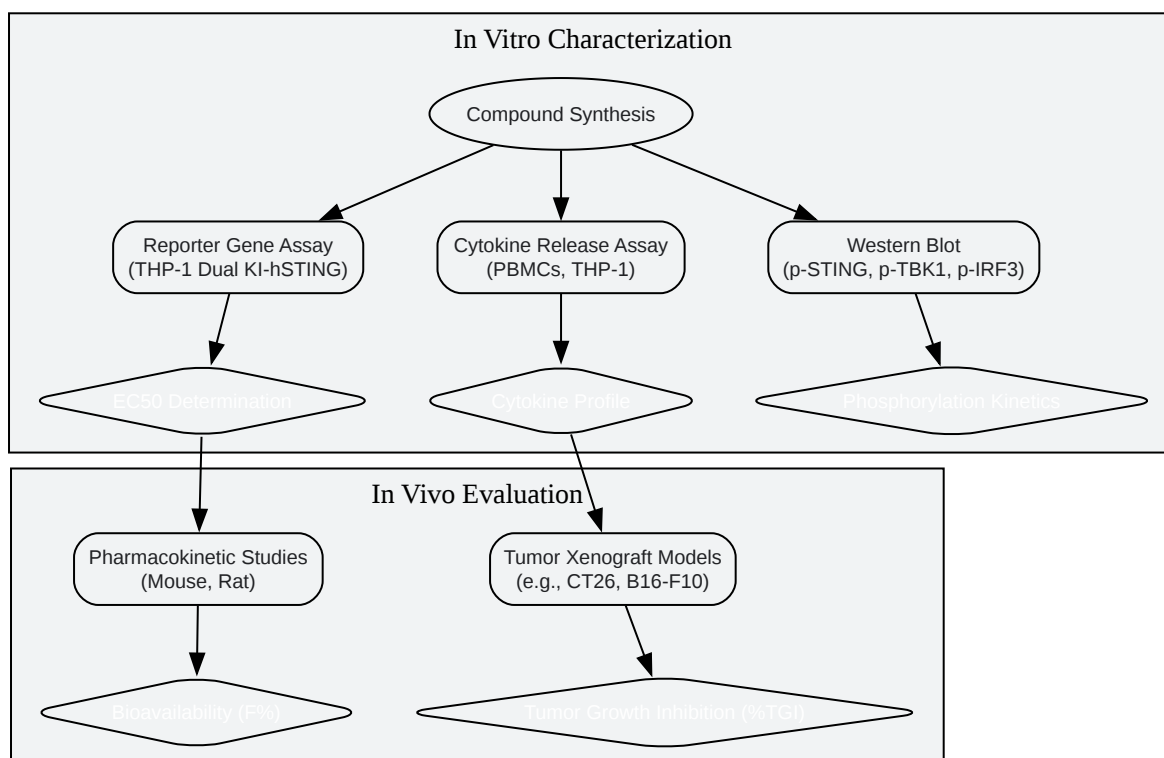 In Vitro Characterization
Compound Synthesis
Reporter Gene Assay
(THP-1 Dual KI-hSTING)
Cytokine Release Assay
(PBMCs, THP-1)
Western Blot
(p-STING, p-TBK1, p-IRF3)
EC50 Determination
Cytokine Profile
Phosphorylation Kinetics
In Vivo Evaluation
Pharmacokinetic Studies
(Mouse, Rat)
Tumor Xenograft Models
(e.g., CT26, B16-F10)
Bioavailability (F%)
Tumor Growth Inhibition (%TGI)